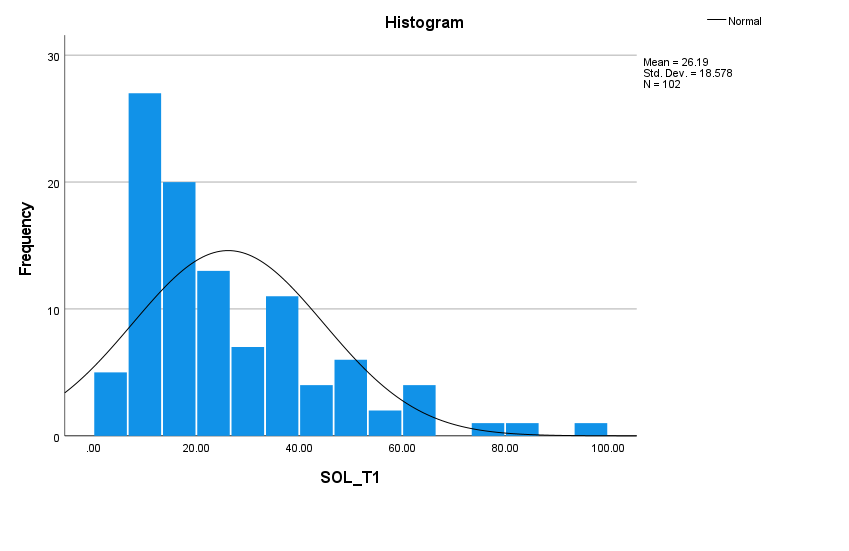 Histogram
Normal
Mean = 26.19
Std. Dev. = 18.578
N = 102
30
20
10
0
Frequency
.00
20.00
40.00
60.00
80.00
100.00
SOL_T1